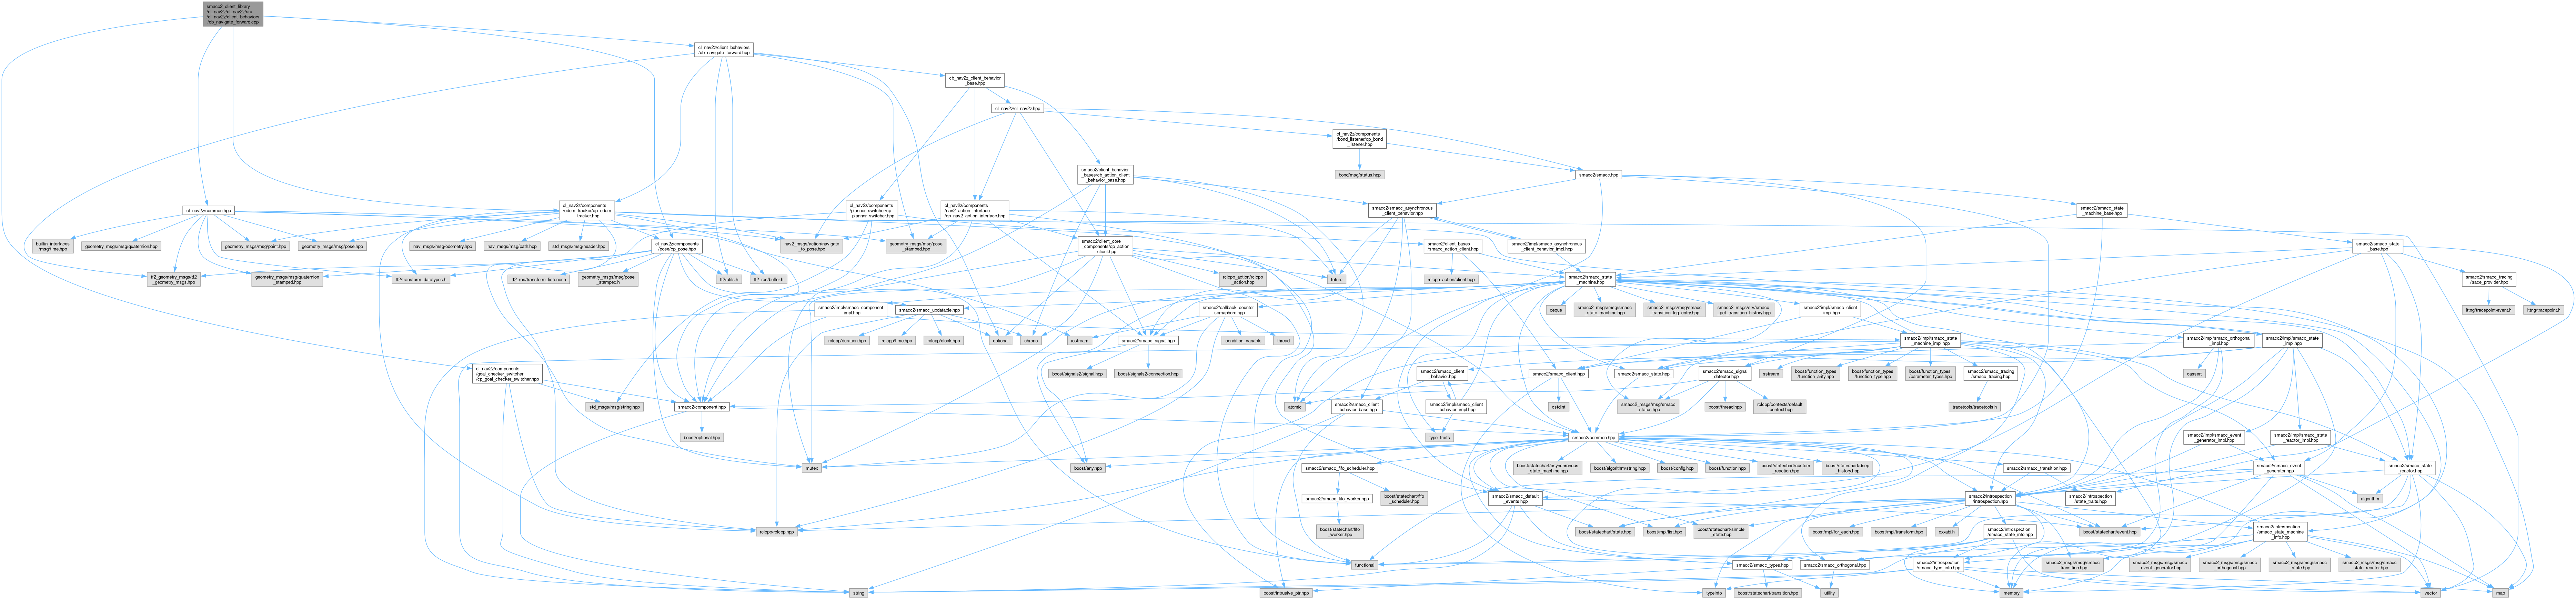 smacc2_client_library
/cl_nav2z/cl_nav2z/src
/cl_nav2z/client_behaviors
/cb_navigate_forward.cpp
cl_nav2z/client_behaviors
/cb_navigate_forward.hpp
cb_nav2z_client_behavior
_base.hpp
cl_nav2z/cl_nav2z.hpp
cl_nav2z/components
/bond_listener/cp_bond
_listener.hpp
bond/msg/status.hpp
smacc2/smacc.hpp
smacc2/client_behavior
_bases/cb_action_client
_behavior_base.hpp
cl_nav2z/common.hpp
cl_nav2z/components
/odom_tracker/cp_odom
_tracker.hpp
cl_nav2z/components
/planner_switcher/cp
_planner_switcher.hpp
cl_nav2z/components
/nav2_action_interface
/cp_nav2_action_interface.hpp
smacc2/smacc_asynchronous
_client_behavior.hpp
smacc2/smacc_state
_machine_base.hpp
builtin_interfaces
/msg/time.hpp
geometry_msgs/msg/quaternion.hpp
geometry_msgs/msg/point.hpp
geometry_msgs/msg/pose.hpp
nav_msgs/msg/odometry.hpp
nav_msgs/msg/path.hpp
std_msgs/msg/header.hpp
cl_nav2z/components
/pose/cp_pose.hpp
nav2_msgs/action/navigate
_to_pose.hpp
geometry_msgs/msg/pose
_stamped.hpp
smacc2/client_core
_components/cp_action
_client.hpp
smacc2/client_bases
/smacc_action_client.hpp
smacc2/impl/smacc_asynchronous
_client_behavior_impl.hpp
smacc2/smacc_state
_base.hpp
tf2_geometry_msgs/tf2
_geometry_msgs.hpp
geometry_msgs/msg/quaternion
_stamped.hpp
tf2/transform_datatypes.h
tf2_ros/transform_listener.h
geometry_msgs/msg/pose
_stamped.h
tf2/utils.h
tf2_ros/buffer.h
rclcpp_action/rclcpp
_action.hpp
future
rclcpp_action/client.hpp
smacc2/smacc_state
_machine.hpp
smacc2/smacc_tracing
/trace_provider.hpp
smacc2/impl/smacc_component
_impl.hpp
smacc2/smacc_updatable.hpp
smacc2/callback_counter
_semaphore.hpp
deque
smacc2_msgs/msg/smacc
_state_machine.hpp
smacc2_msgs/msg/smacc
_transition_log_entry.hpp
smacc2_msgs/src/smacc
_get_transition_history.hpp
smacc2/impl/smacc_client
_impl.hpp
lttng/tracepoint-event.h
lttng/tracepoint.h
rclcpp/duration.hpp
rclcpp/time.hpp
rclcpp/clock.hpp
optional
chrono
iostream
smacc2/smacc_signal.hpp
condition_variable
thread
smacc2/impl/smacc_state
_machine_impl.hpp
smacc2/impl/smacc_orthogonal
_impl.hpp
smacc2/impl/smacc_state
_impl.hpp
cl_nav2z/components
/goal_checker_switcher
/cp_goal_checker_switcher.hpp
boost/signals2/signal.hpp
boost/signals2/connection.hpp
smacc2/smacc_client
_behavior.hpp
smacc2/smacc_client.hpp
smacc2/smacc_state.hpp
smacc2/smacc_signal
_detector.hpp
sstream
boost/function_types
/function_arity.hpp
boost/function_types
/function_type.hpp
boost/function_types
/parameter_types.hpp
smacc2/smacc_tracing
/smacc_tracing.hpp
cassert
std_msgs/msg/string.hpp
smacc2/component.hpp
atomic
smacc2/smacc_client
_behavior_base.hpp
smacc2/impl/smacc_client
_behavior_impl.hpp
cstdint
smacc2_msgs/msg/smacc
_status.hpp
boost/thread.hpp
rclcpp/contexts/default
_context.hpp
tracetools/tracetools.h
boost/optional.hpp
type_traits
smacc2/common.hpp
smacc2/impl/smacc_event
_generator_impl.hpp
smacc2/impl/smacc_state
_reactor_impl.hpp
mutex
boost/any.hpp
smacc2/smacc_fifo_scheduler.hpp
boost/statechart/asynchronous
_state_machine.hpp
boost/algorithm/string.hpp
boost/config.hpp
boost/function.hpp
boost/statechart/custom
_reaction.hpp
boost/statechart/deep
_history.hpp
smacc2/smacc_transition.hpp
smacc2/smacc_event
_generator.hpp
smacc2/smacc_state
_reactor.hpp
smacc2/smacc_fifo_worker.hpp
boost/statechart/fifo
_scheduler.hpp
smacc2/smacc_default
_events.hpp
smacc2/introspection
/introspection.hpp
smacc2/introspection
/state_traits.hpp
algorithm
rclcpp/rclcpp.hpp
boost/statechart/fifo
_worker.hpp
boost/statechart/state.hpp
boost/mpl/list.hpp
boost/statechart/simple
_state.hpp
boost/mpl/for_each.hpp
boost/mpl/transform.hpp
cxxabi.h
smacc2/introspection
/smacc_state_info.hpp
boost/statechart/event.hpp
smacc2/introspection
/smacc_state_machine
_info.hpp
functional
smacc2/smacc_types.hpp
smacc2/smacc_orthogonal.hpp
smacc2/introspection
/smacc_type_info.hpp
smacc2_msgs/msg/smacc
_transition.hpp
smacc2_msgs/msg/smacc
_event_generator.hpp
smacc2_msgs/msg/smacc
_orthogonal.hpp
smacc2_msgs/msg/smacc
_state.hpp
smacc2_msgs/msg/smacc
_state_reactor.hpp
string
boost/intrusive_ptr.hpp
typeinfo
boost/statechart/transition.hpp
utility
memory
vector
map